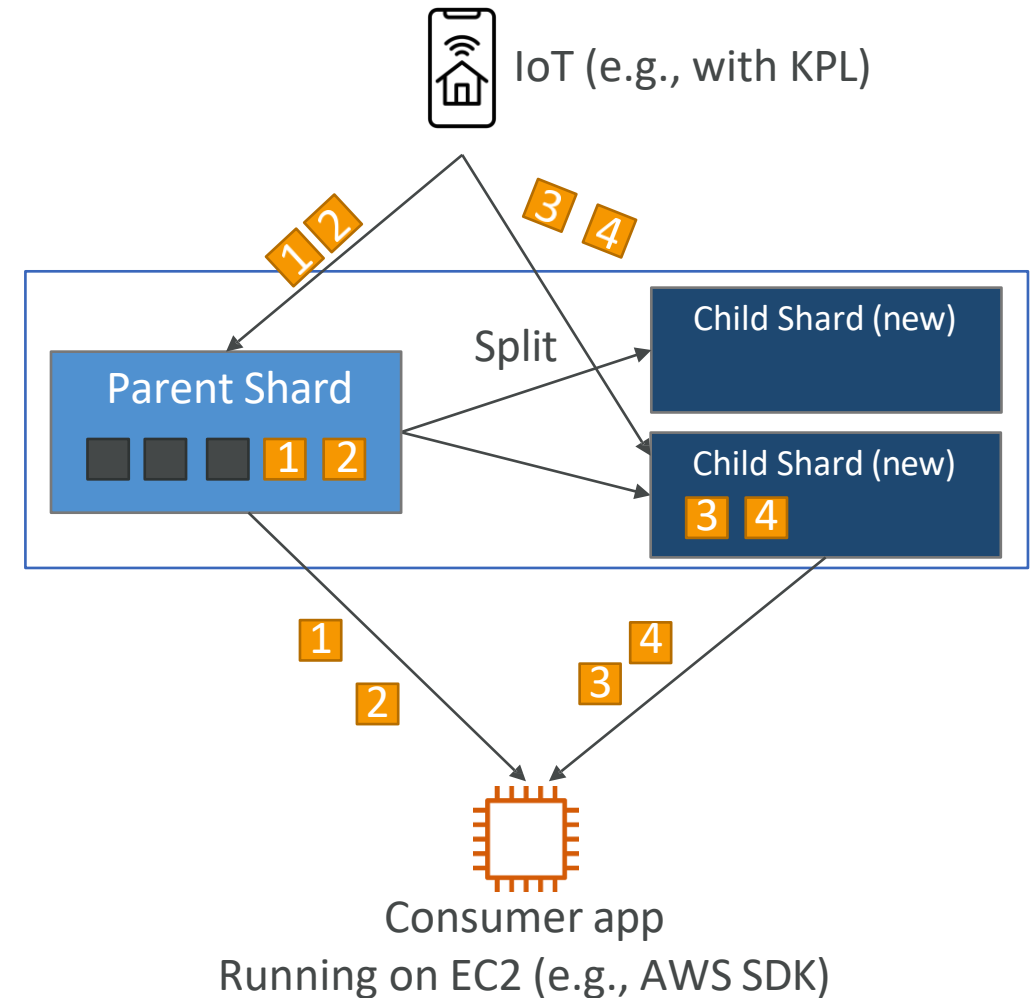 IoT (e.g., with KPL)
1 2
3 4
Split
Child Shard (new)
Parent Shard
1 2
Child Shard (new)
3 4
1
2
4
3
Consumer app
Running on EC2 (e.g., AWS SDK)